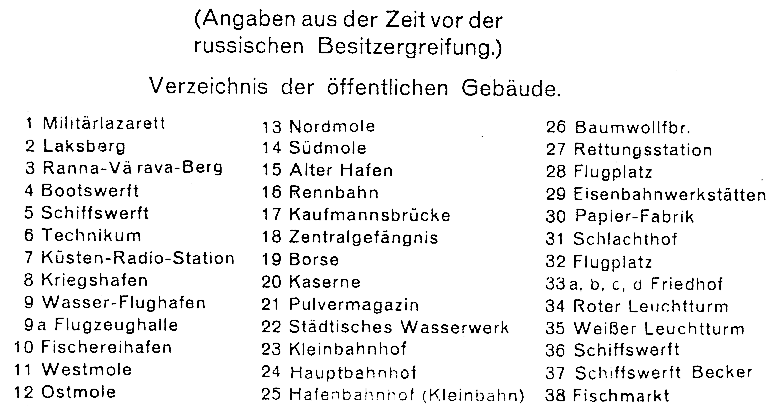 (Angaben aus der Zeit vor der
russischen Besitzergreifung.)
Verzeichnis der öffentlichen Gebäude.
1 Militärlazarett
2 Laksberg
3 Ranna-Värava-Berg
4 Bootswerft
5 Schiffswerft
6 Technikum
7 Küsten-Radio-Station
8 Kriegshafen
9 Wasser-Flughafen
9a Flugzeughalle
10 Fischereihafen
11 Westmole
12 Ostmole
13 Nordmole
14 Südmole
15 Alter Hafen
16 Rennbahn
17 Kaufmannsbrücke
18 Zentralgefängnis
19 Borse
20 Kaserne
21 Pulvermagazin
22 Städtisches Wasserwerk
23 Kleinbahnhof
24 Hauptbahnhof
25 Hafenbahnhof (Kleinbahn)
26 Baumwollfbr.
27 Rettungsstation
28 Flugplatz
29 Eisenbahnwerkstätten
30 Papier-Fabrik
31 Schlachthof
32 Flugplatz
33a, b, c, d Friedhof
34 Roter Leuchtturm
35 Weißer Leuchtturm
36 Schiffswerft
37 Schiffswerft Becker
38 Fischmarkt